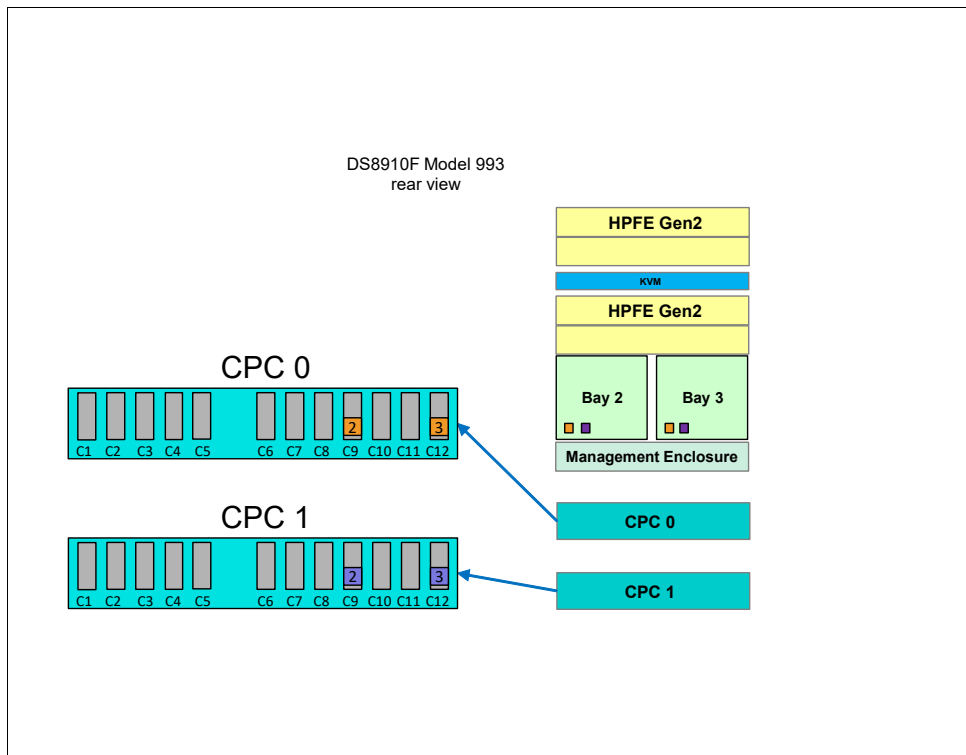 DS8910F Model 993
rear view
HPFE Gen2
KVM
HPFE Gen2
CPC 0
Bay 2
Bay 3
2
3
C1 C2 C3 C4 C5 C6 C7 C8 C9 C10 C11 C12
Management Enclosure
CPC 0
CPC 1
2
3
C1 C2 C3 C4 C5 C6 C7 C8 C9 C10 C11 C12
CPC 1